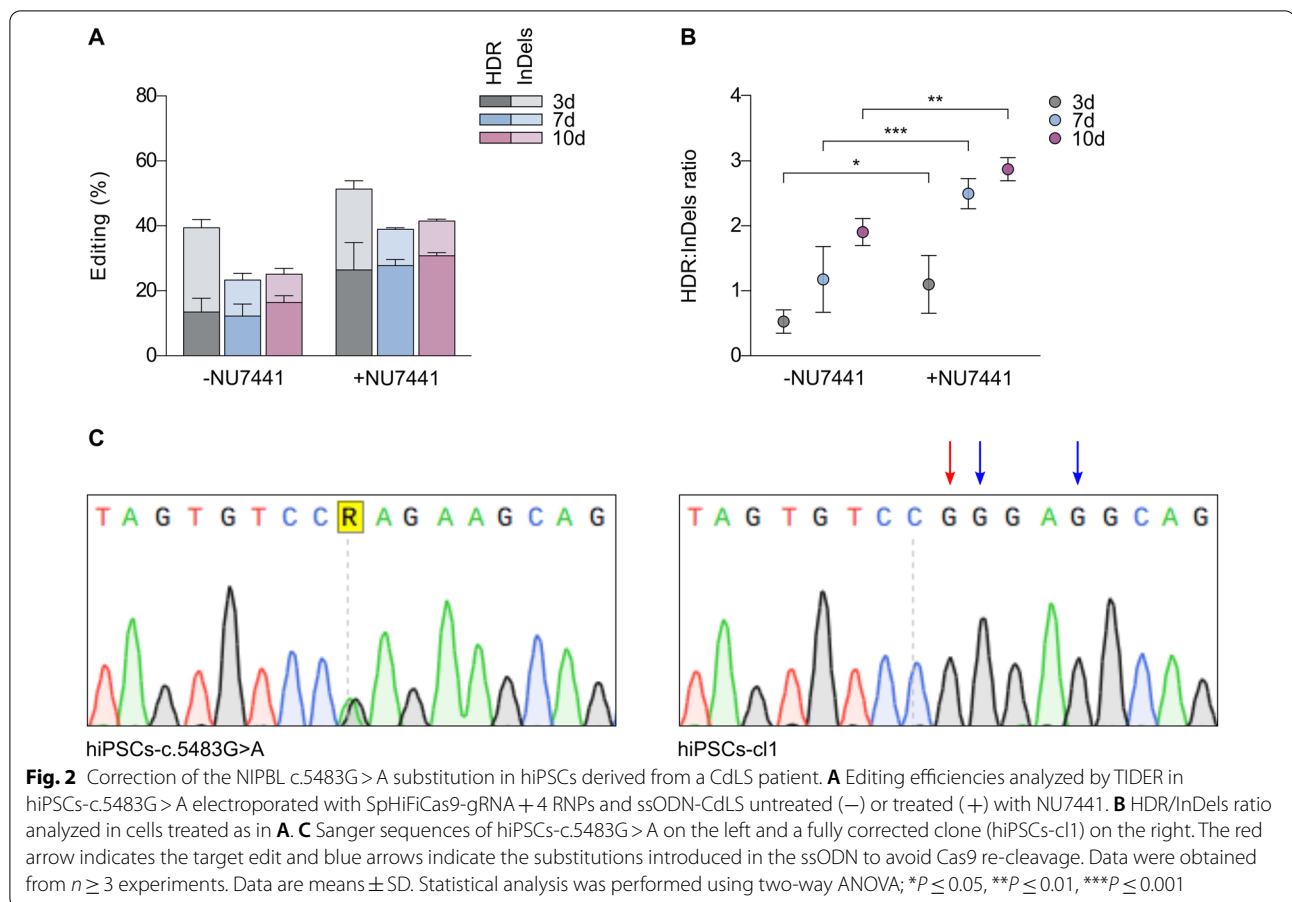 A
HDR
InDels
80
60
40
20
0
Editing (%)
3d
7d
10d
-NU7441
+NU7441
B
4
3
2
1
0
HDR:InDels ratio
*
***
**
3d
7d
10d
-NU7441
+NU7441
C
T A G T G T C C R A G A A G C A G
hiPSCs-c.5483G>A
T A G T G T C C G G G A G G C A G
hiPSCs-cl1
Fig. 2 Correction of the NIPBL c.5483G > A substitution in hiPSCs derived from a CdLS patient. A Editing efficiencies analyzed by TIDER in
hiPSCs-c.5483G > A electroporated with SpHiFiCas9-gRNA + 4 RNPs and ssODN-CdLS untreated (−) or treated (+) with NU7441. B HDR/InDels ratio
analyzed in cells treated as in A. C Sanger sequences of hiPSCs-c.5483G > A on the left and a fully corrected clone (hiPSCs-cl1) on the right. The red
arrow indicates the target edit and blue arrows indicate the substitutions introduced in the ssODN to avoid Cas9 re-cleavage. Data were obtained
from n ≥ 3 experiments. Data are means ± SD. Statistical analysis was performed using two-way ANOVA; *P ≤ 0.05, **P ≤ 0.01, ***P ≤ 0.001